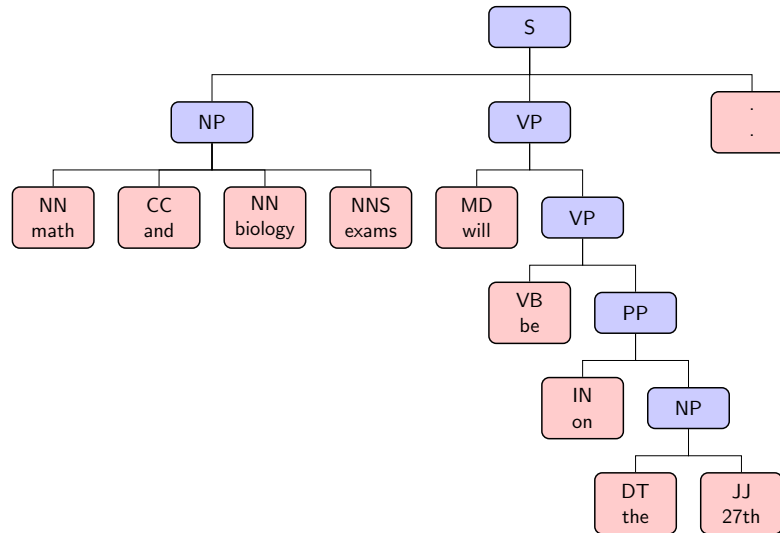 S
NP
VP
.
.
NN
math
CC
and
NN
biology
NNS
exams
MD
will
VP
VB
be
PP
IN
on
NP
DT
the
JJ
27th